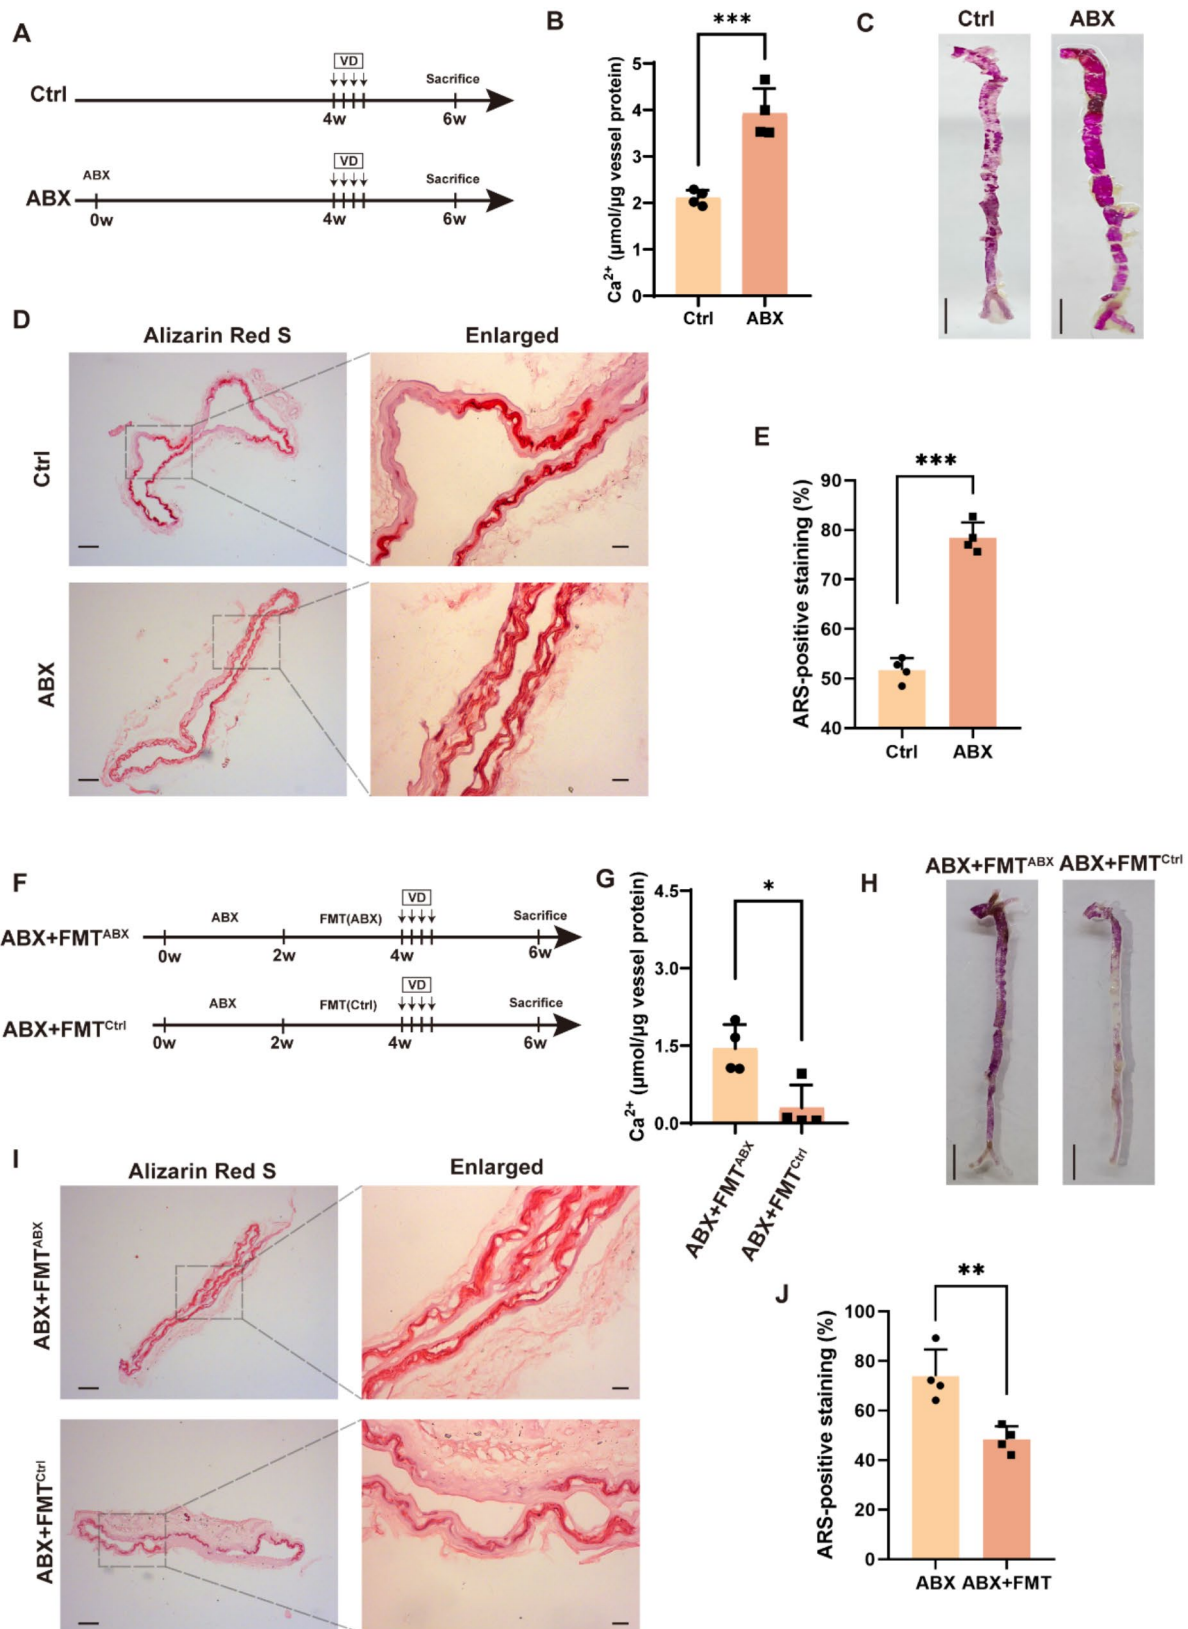 A
VD
Sacrifice
Ctrl
4w
6w
ABX
VD
Sacrifice
ABX
0w
4w
6w
B
***
Ca²⁺ (μmol/μg vessel protein)
5
4
3
2
1
0
Ctrl
ABX
C
Ctrl
ABX
D
Alizarin Red S
Enlarged
Ctrl
ABX
E
***
ARS-positive staining (%)
90
80
70
60
50
40
Ctrl
ABX
F
VD
ABX
FMT(ABX)
Sacrifice
ABX+FMTᴬᴮˣ
0w
2w
4w
6w
VD
ABX
FMT(Ctrl)
Sacrifice
ABX+FMTCtrl
0w
2w
4w
6w
G
*
Ca²⁺ (μmol/μg vessel protein)
4.5
3.0
1.5
0.0
ABX+FMTABX
ABX+FMTCtrl
H
ABX+FMTABX
ABX+FMTCtrl
I
Alizarin Red S
Enlarged
ABX+FMTABX
ABX+FMTCtrl
J
**
ARS-positive staining (%)
100
80
60
40
20
0
ABX
ABX+FMT